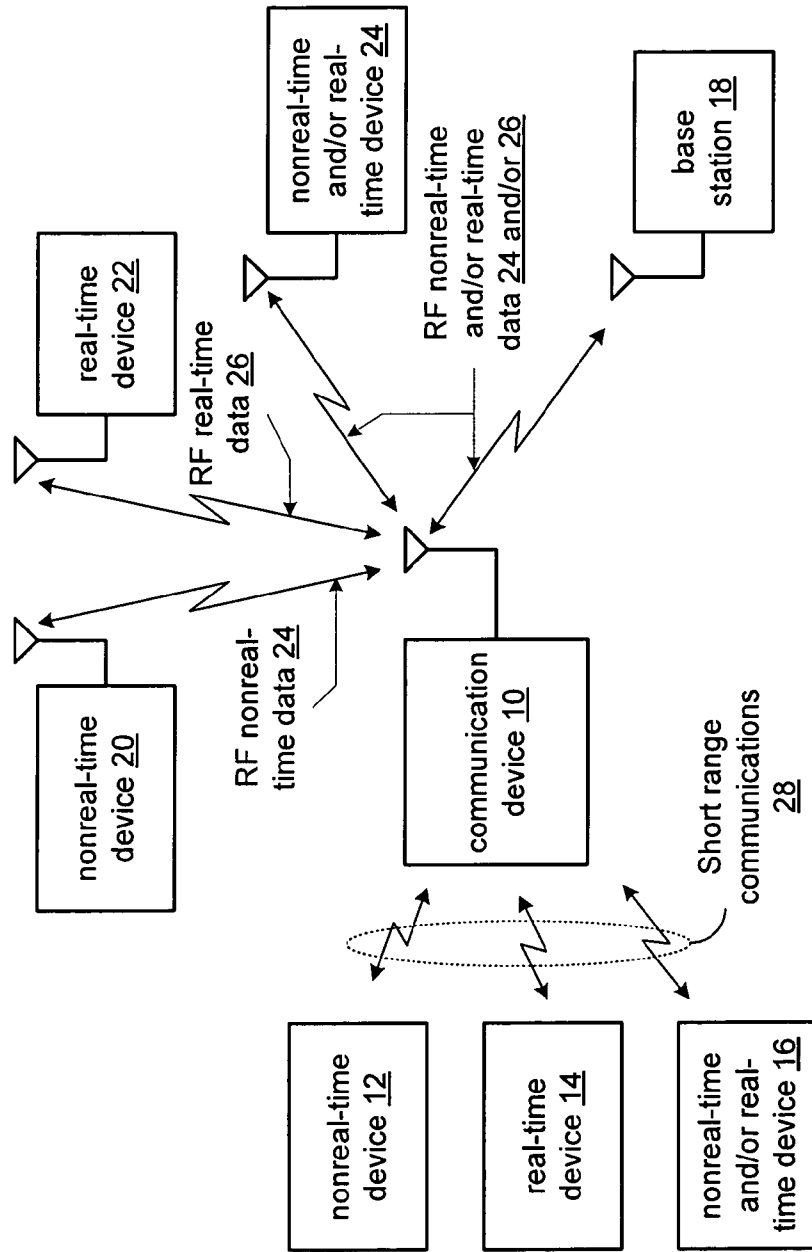 nonreal-time
device 20
real-time
device 22
RF nonreal-
time data 24
RF real-time
data 26
nonreal-time
and/or real-
time device 24
RF nonreal-time
and/or real-time
data 24 and/or 26
nonreal-time
device 12
real-time
device 14
nonreal-time
and/or real-
time device 16
communication
device 10
base
station 18
Short range
communications
28